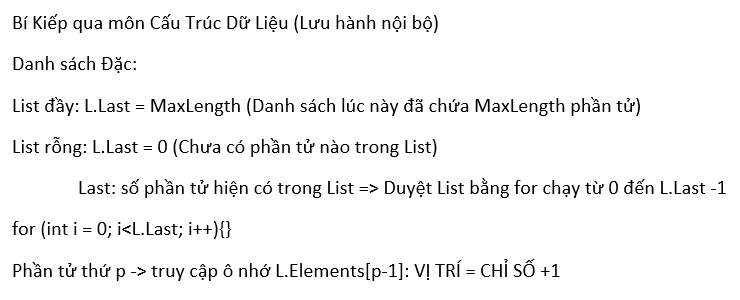 Bí Kiếp qua môn Cấu Trúc Dữ Liệu (Lưu hành nội bộ)
Danh sách Đặc:
List đầy: L.Last = MaxLength (Danh sách lúc này đã chứa MaxLength phần tử)
List rỗng: L.Last = 0 (Chưa có phần tử nào trong List)
Last: số phần tử hiện có trong List => Duyệt List bằng for chạy từ 0 đến L.Last -1
for (int i = 0; i<L.Last; i++){}
Phần tử thứ p -> truy cập ô nhớ L.Elements[p-1]: VỊ TRÍ = CHỈ SỐ +1